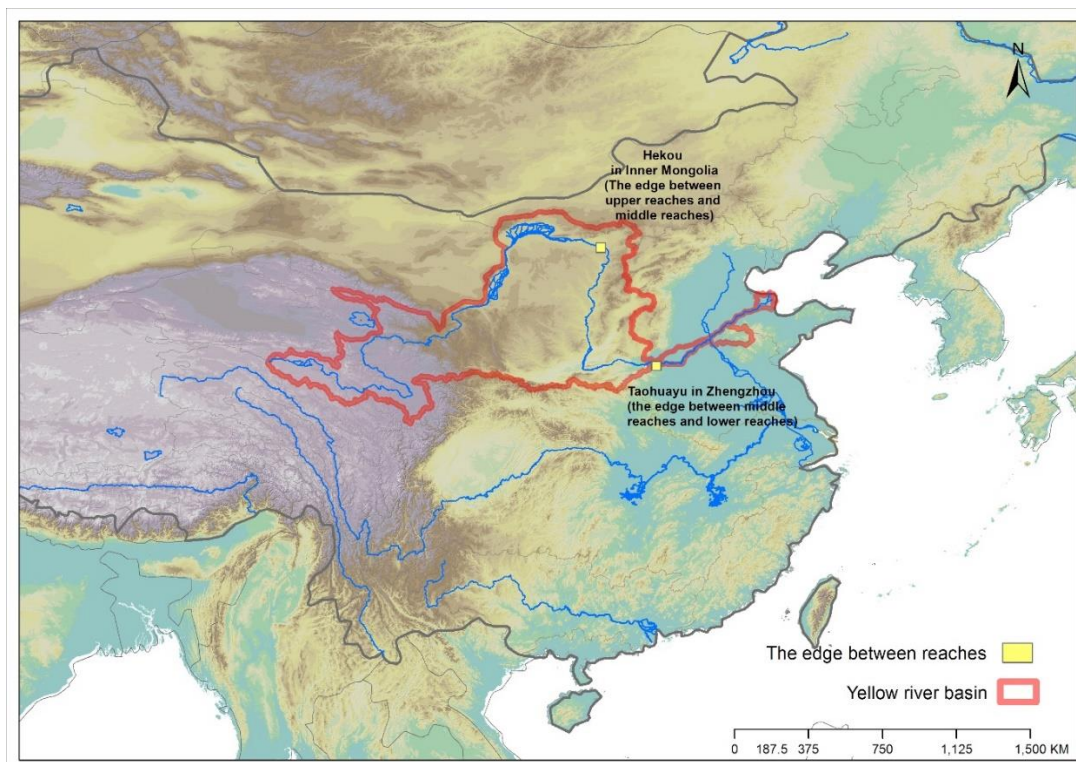 N
Hekou
in Inner Mongolia
(The edge between
upper reaches and
middle reaches)
Taohuayu in Zhengzhou
(the edge between middle
reaches and lower reaches)
The edge between reaches
Yellow river basin
0 187.5 375 750 1,125 1,500 KM